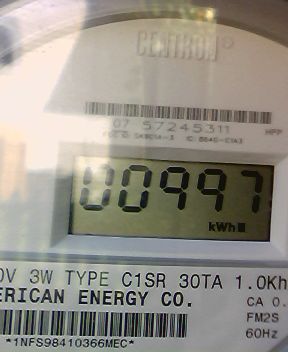 CENTRON®
07 57245311
HPP
00997
kWh
0V 3W TYPE C1SR 30TA 1.0Kh
ERICAN ENERGY CO.
CA 0.
FM2S
60Hz
*1NFS98410366MEC*